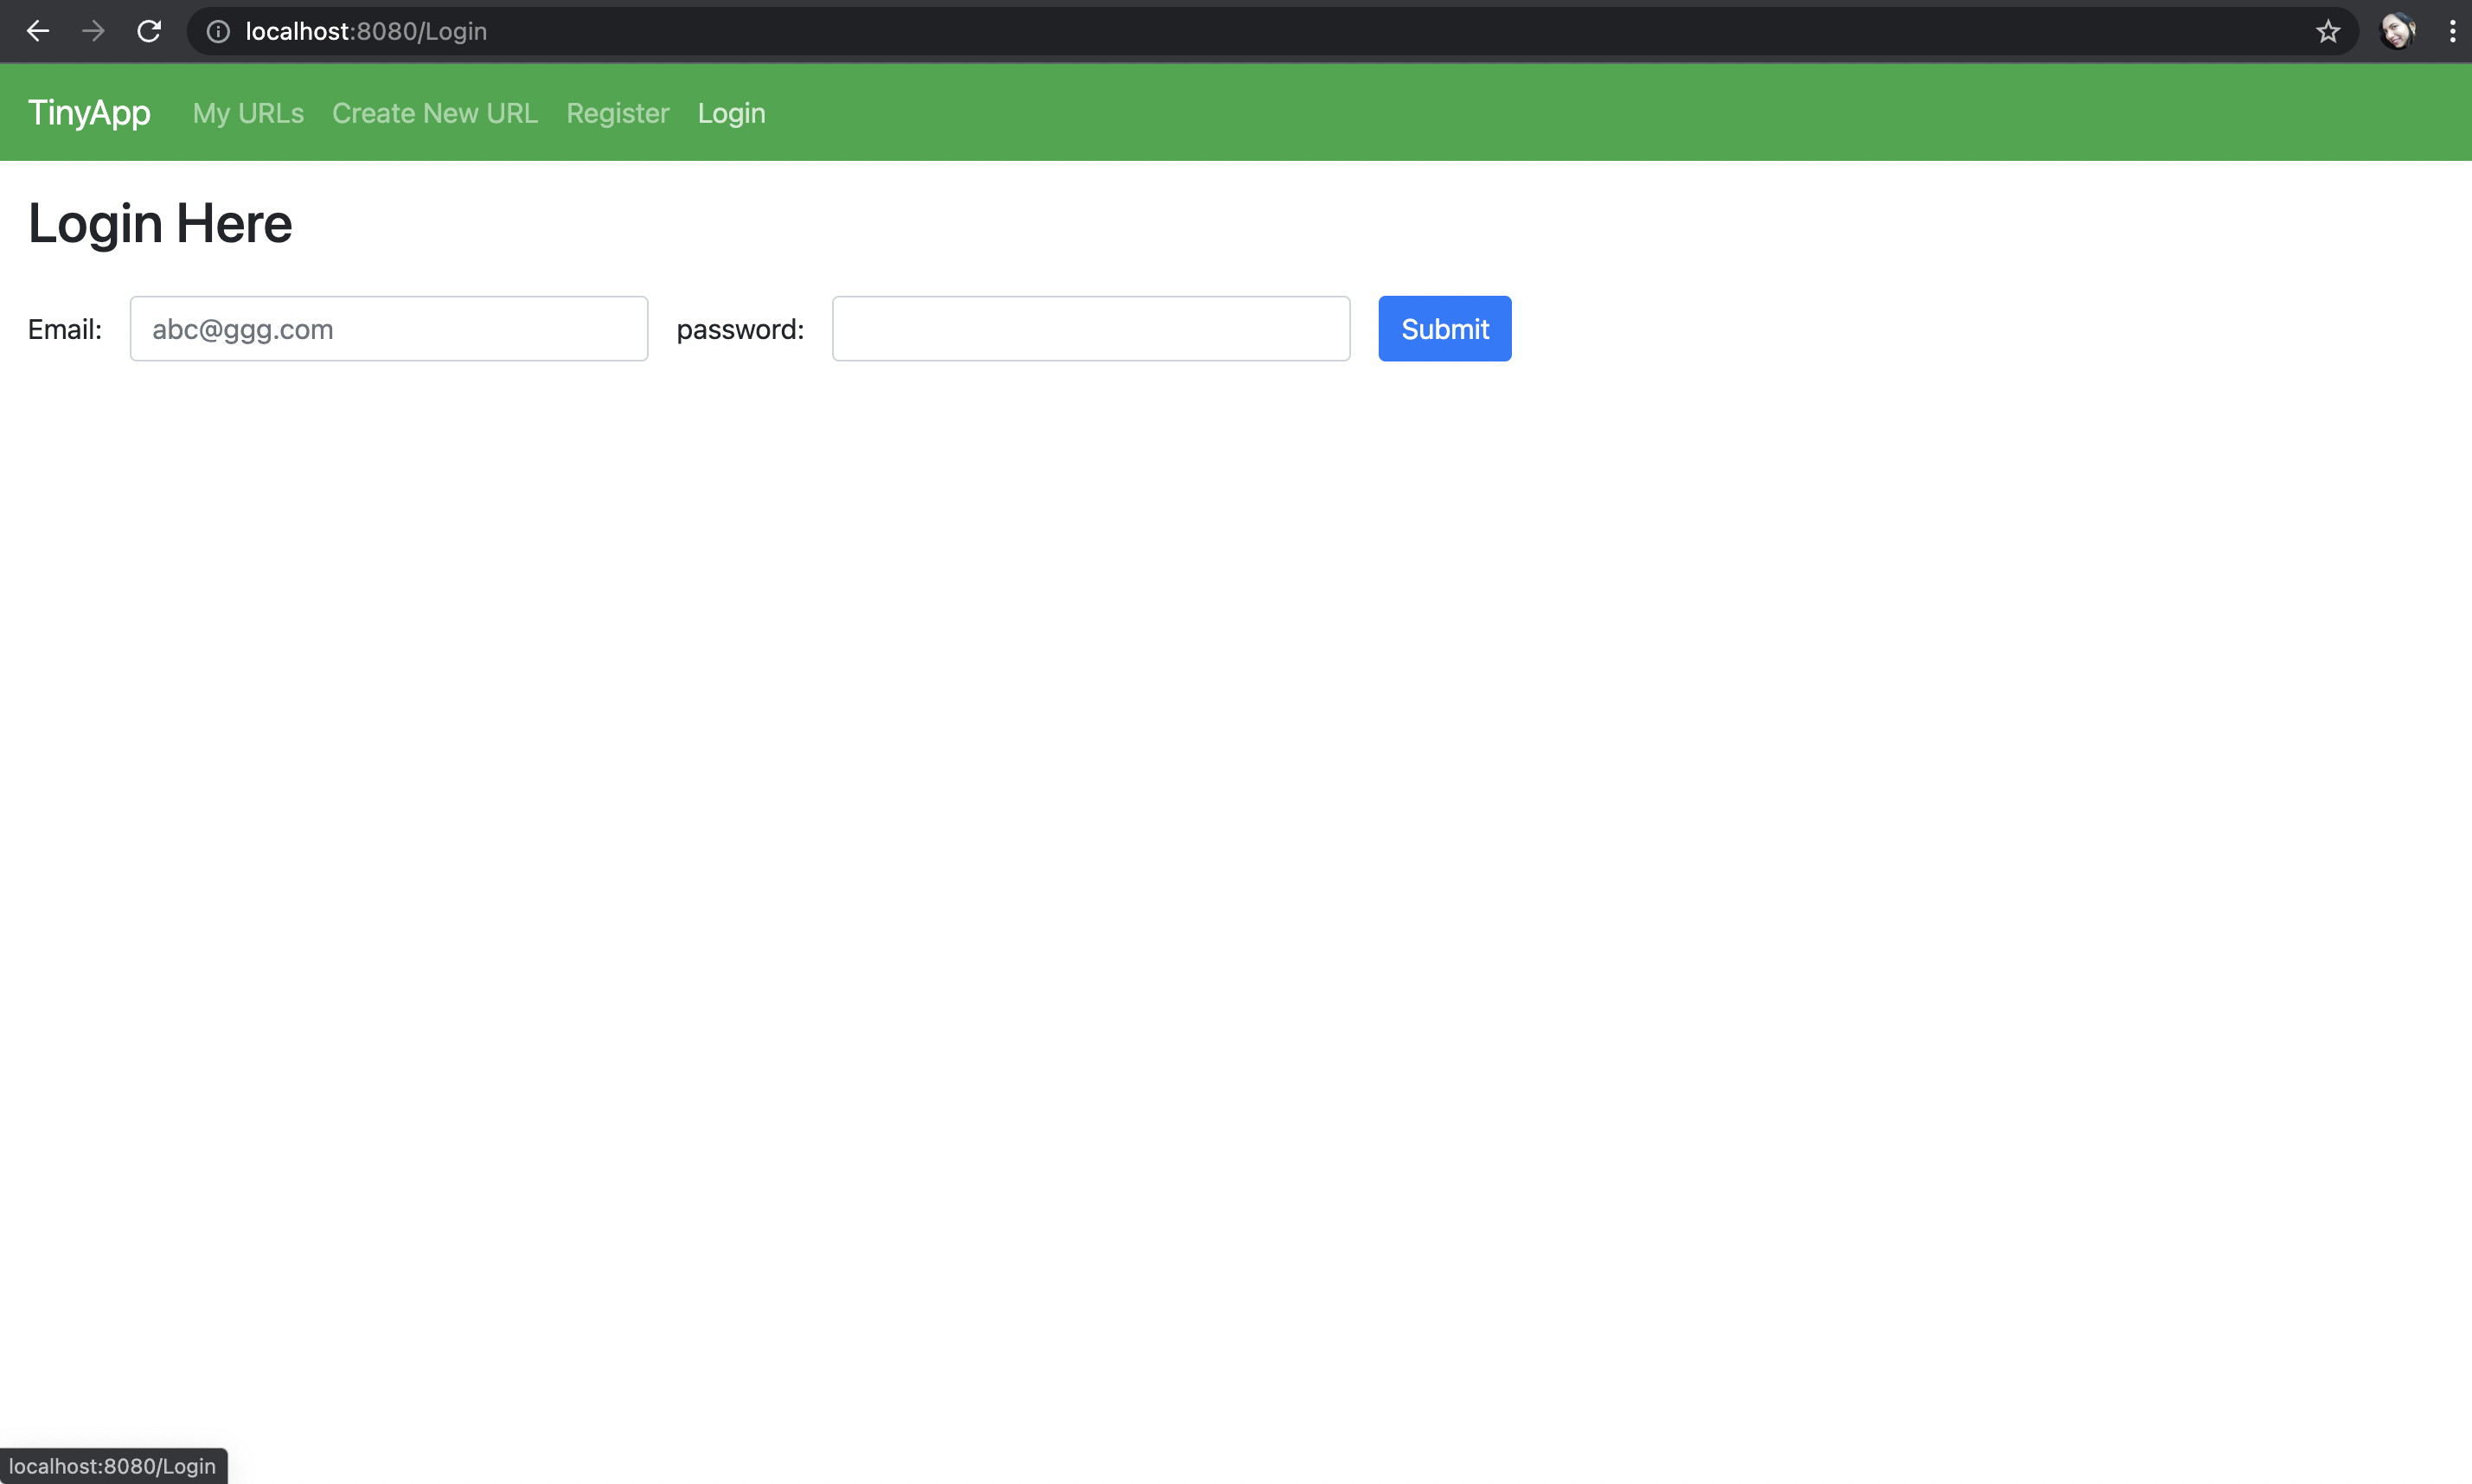 localhost:8080/Login
TinyApp My URLs Create New URL Register Login
Login Here
Email: abc@ggg.com password: Submit
localhost:8080/Login